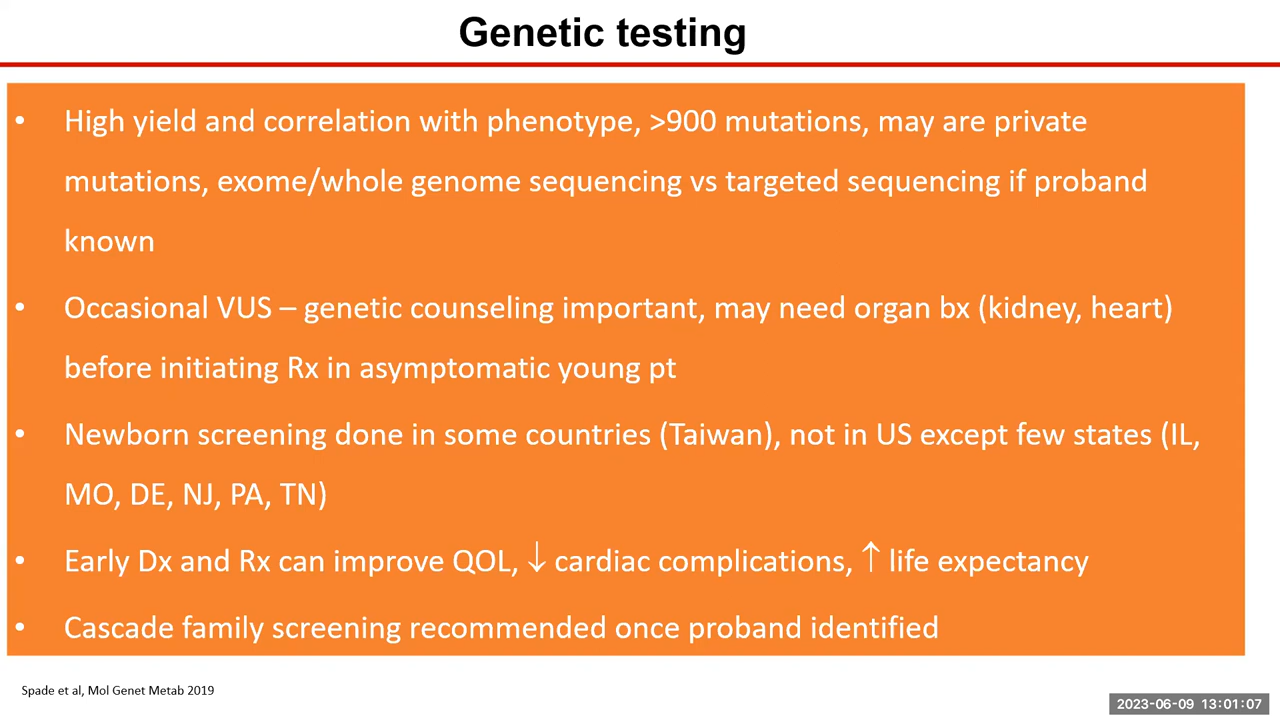 Genetic testing
• High yield and correlation with phenotype, >900 mutations, may are private
mutations, exome/whole genome sequencing vs targeted sequencing if proband
known
• Occasional VUS – genetic counseling important, may need organ bx (kidney, heart)
before initiating Rx in asymptomatic young pt
• Newborn screening done in some countries (Taiwan), not in US except few states (IL,
MO, DE, NJ, PA, TN)
• Early Dx and Rx can improve QOL, ↓ cardiac complications, ↑ life expectancy
• Cascade family screening recommended once proband identified
Spade et al, Mol Genet Metab 2019
2023-06-09 13:01:07